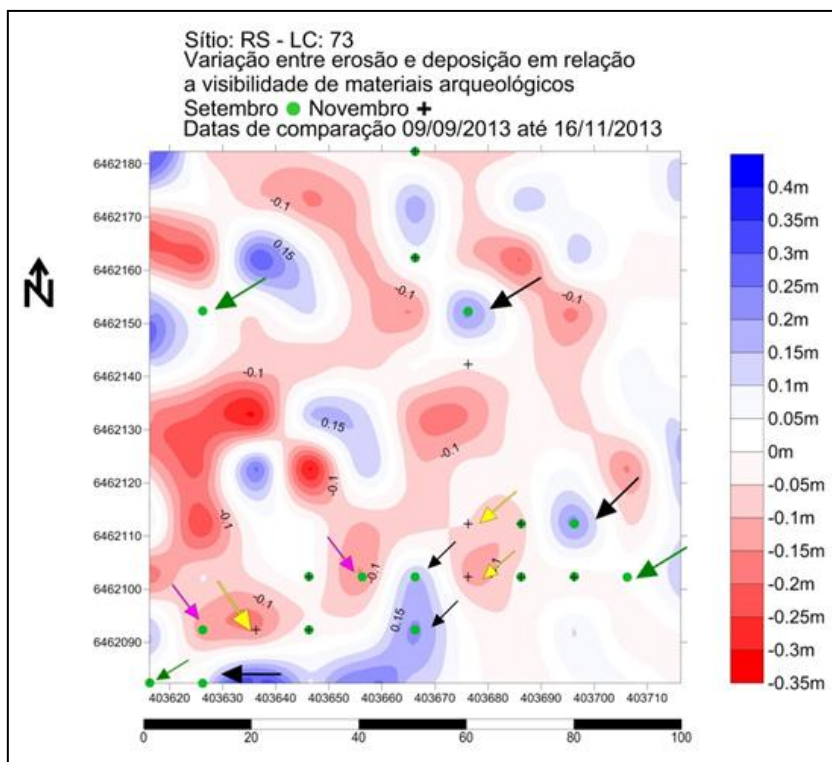 Sítio: RS - LC: 73
Variação entre erosão e deposição em relação
a visibilidade de materiais arqueológicos
Setembro Novembro
Datas de comparação 09/09/2013 até 16/11/2013
N
6462180
6462170
6462160
6462150
6462140
6462130
6462120
6462110
6462100
6462090
-0.1
0.15
-0.1
-0.1
-0.1
0.15
-0.1
-0.1
-0.1
-0.1
-0.1
0.15
403620 403630 403640 403650 403660 403670 403680 403690 403700 403710
0 20 40 60 80 100
0.4m
0.35m
0.3m
0.25m
0.2m
0.15m
0.1m
0.05m
0m
-0.05m
-0.1m
-0.15m
-0.2m
-0.25m
-0.3m
-0.35m